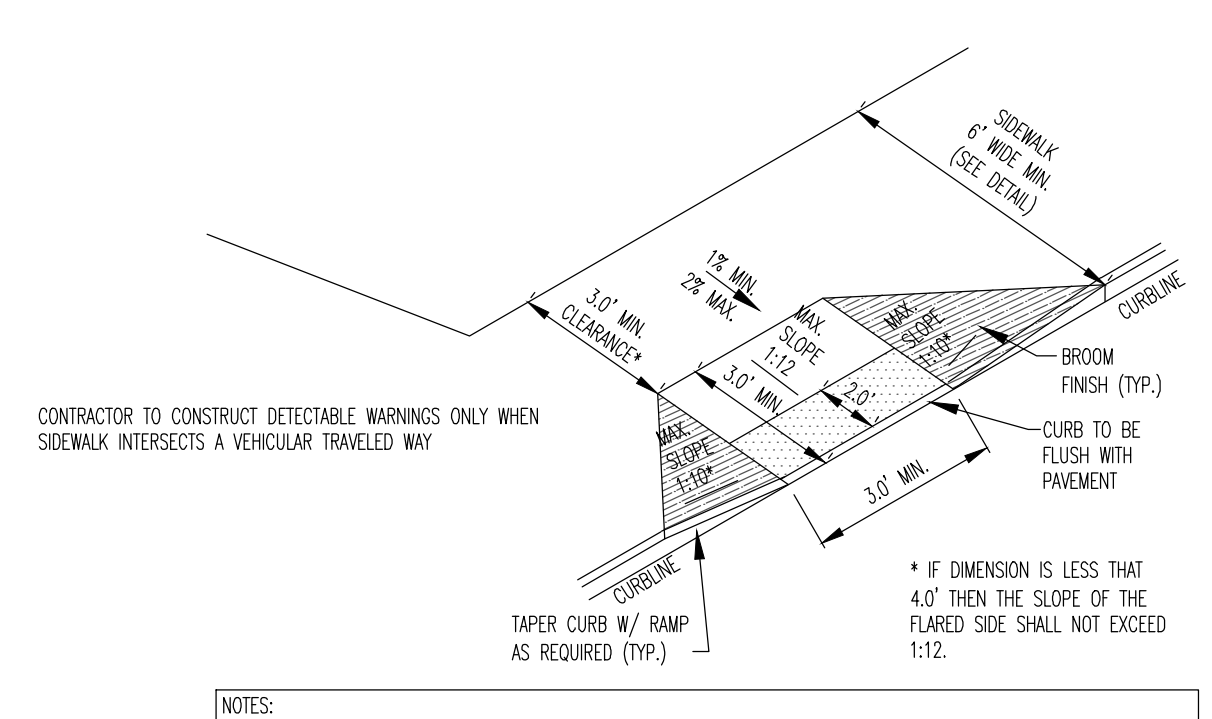 SIDEWALK
6' WIDE MIN.
(SEE DETAIL)
1% MIN.
2% MAX.
3.0' MIN.
CLEARANCE*
MAX.
SLOPE
1:12
3.0' MIN.
2.0'
MAX.
SLOPE
1:10*
CURBLINE
BROOM
FINISH (TYP.)
CONTRACTOR TO CONSTRUCT DETECTABLE WARNINGS ONLY WHEN
SIDEWALK INTERSECTS A VEHICULAR TRAVELED WAY
MAX.
SLOPE
1:10*
CURB TO BE
FLUSH WITH
PAVEMENT
3.0' MIN.
CURBLINE
TAPER CURB W/ RAMP
AS REQUIRED (TYP.)
* IF DIMENSION IS LESS THAT
4.0' THEN THE SLOPE OF THE
FLARED SIDE SHALL NOT EXCEED
1:12.
NOTES: